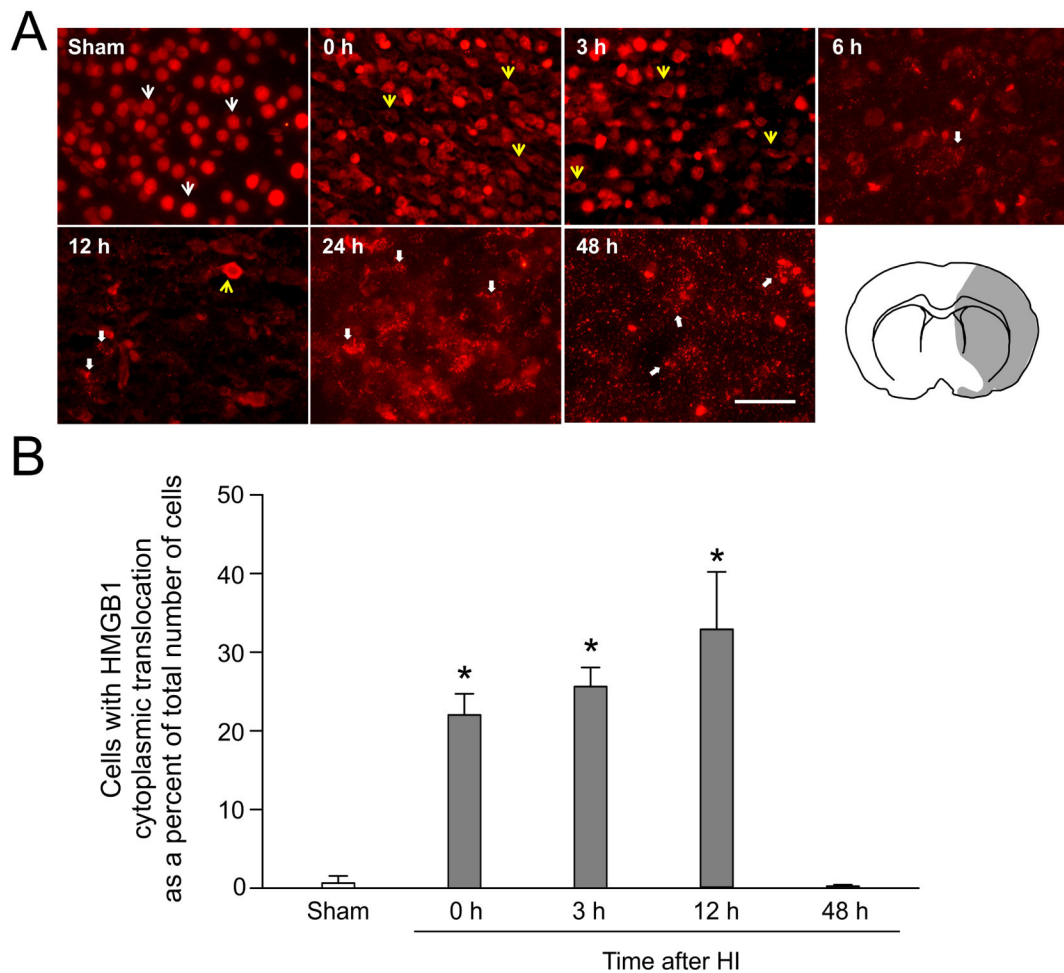 A
Sham
0 h
3 h
6 h
12 h
24 h
48 h
B
Cells with HMGB1
cytoplasmic translocation
as a percent of total number of cells
50
40
30
20
10
0
*
*
*
Sham
0 h
3 h
12 h
48 h
Time after HI